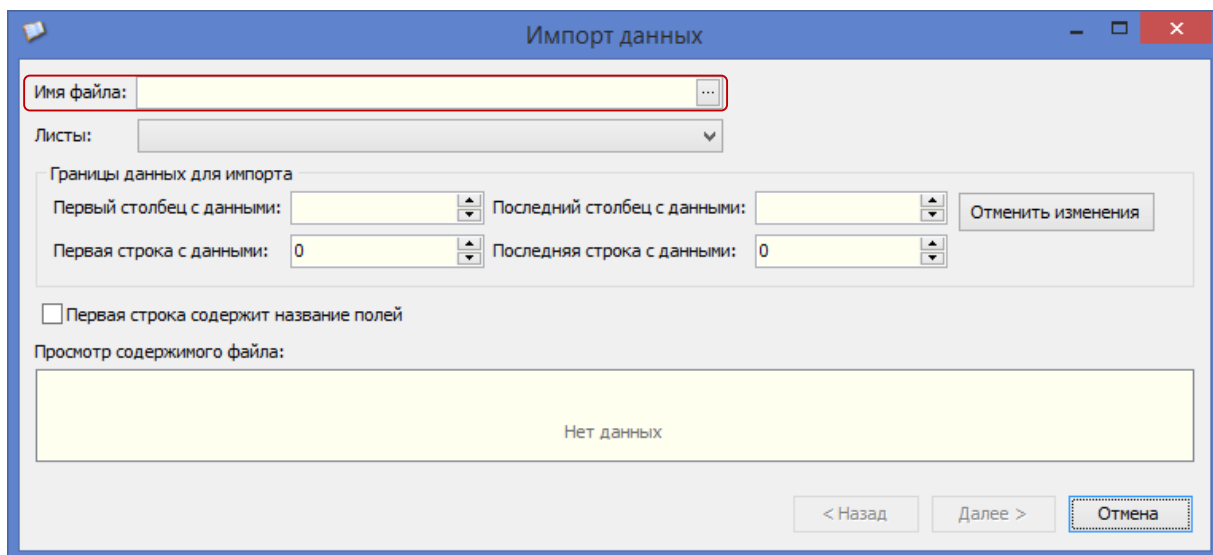 Импорт данных
Имя файла: ...
Листы:
Границы данных для импорта
Первый столбец с данными: Последний столбец с данными: Отменить изменения
Первая строка с данными: 0 Последняя строка с данными: 0
Первая строка содержит название полей
Просмотр содержимого файла:
Нет данных
< Назад Далее > Отмена